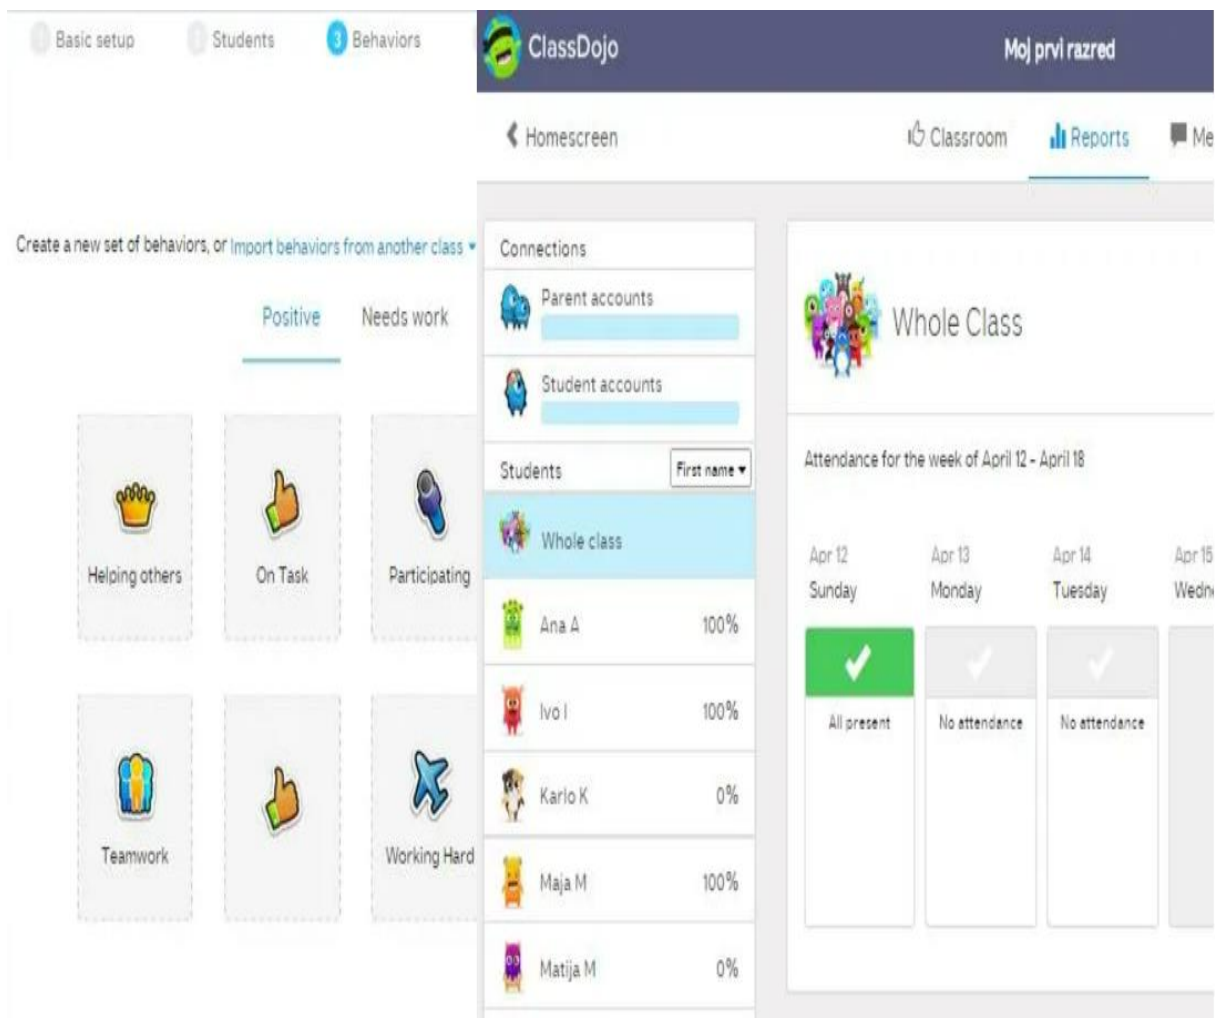 1 Basic setup
2 Students
3 Behaviors
Create a new set of behaviors, or Import behaviors from another class
Positive
Needs work
Helping others
On Task
Participating
Teamwork
Working Hard
ClassDojo
Moj prvi razred
Homescreen
Classroom
Reports
Me
Connections
Parent accounts
Student accounts
Students
First name
Whole class
Ana A 100%
Ivo I 100%
Karlo K 0%
Maja M 100%
Matija M 0%
Whole Class
Attendance for the week of April 12 - April 18
Apr 12 Apr 13 Apr 14 Apr 15
Sunday Monday Tuesday Wedn
All present No attendance No attendance